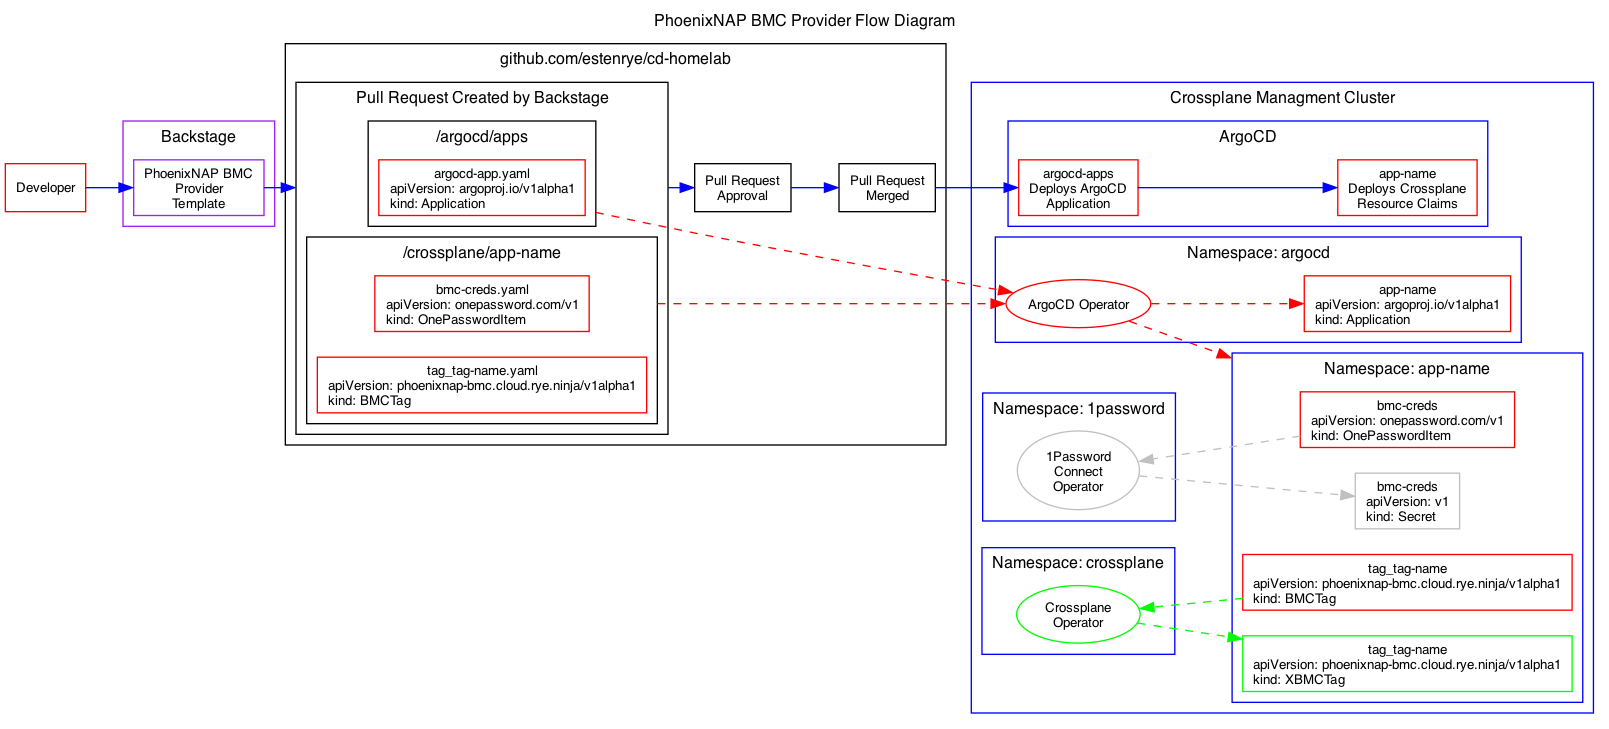 PhoenixNAP BMC Provider Flow Diagram
github.com/estenrye/cd-homelab
Pull Request Created by Backstage
Crossplane Managment Cluster
Developer
Backstage
PhoenixNAP BMC
Provider
Template
/argocd/apps
argocd-app.yaml
apiVersion: argoproj.io/v1alpha1
kind: Application
/crossplane/app-name
bmc-creds.yaml
apiVersion: onepassword.com/v1
kind: OnePasswordItem
tag_tag-name.yaml
apiVersion: phoenixnap-bmc.cloud.rye.ninja/v1alpha1
kind: BMCTag
Pull Request
Approval
Pull Request
Merged
ArgoCD
argocd-apps
Deploys ArgoCD
Application
app-name
Deploys Crossplane
Resource Claims
Namespace: argocd
ArgoCD Operator
app-name
apiVersion: argoproj.io/v1alpha1
kind: Application
Namespace: 1password
1Password
Connect
Operator
Namespace: crossplane
Crossplane
Operator
Namespace: app-name
bmc-creds
apiVersion: onepassword.com/v1
kind: OnePasswordItem
bmc-creds
apiVersion: v1
kind: Secret
tag_tag-name
apiVersion: phoenixnap-bmc.cloud.rye.ninja/v1alpha1
kind: BMCTag
tag_tag-name
apiVersion: phoenixnap-bmc.cloud.rye.ninja/v1alpha1
kind: XBMCTag